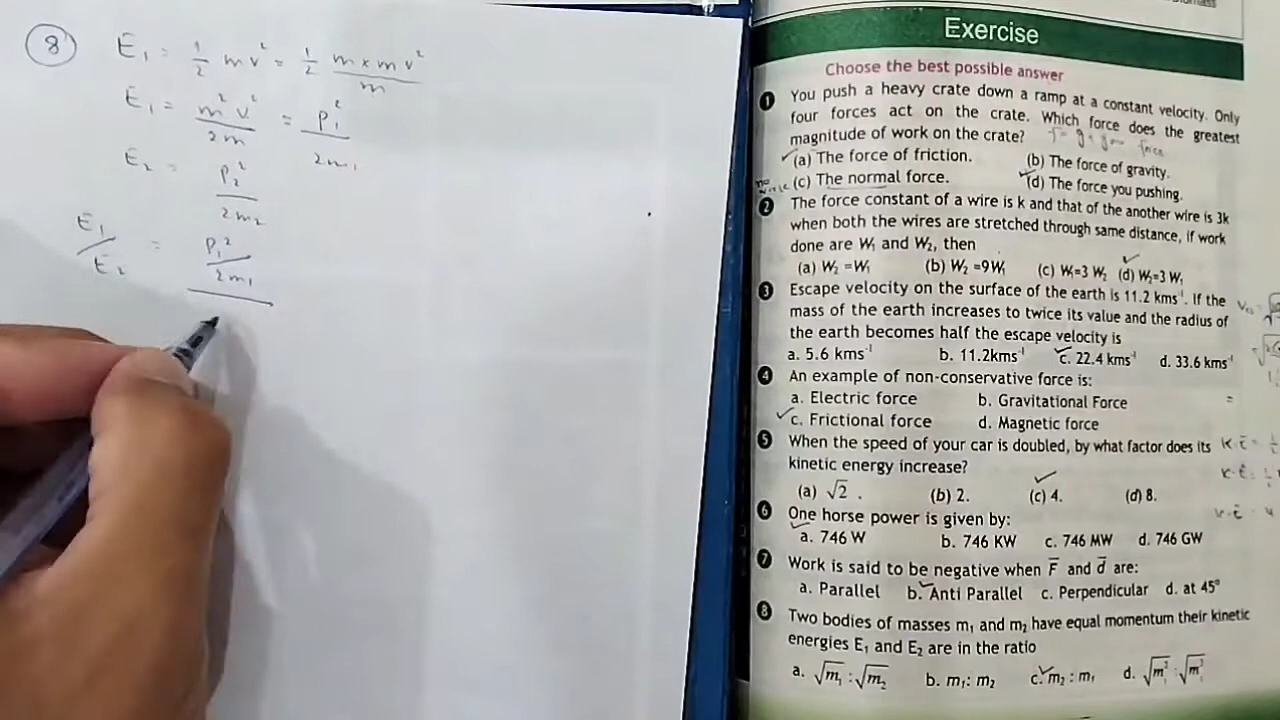 8 E₁ = 1/2 mv² = 1/2 m × m v² / m
E₁ = m² v² / 2m = P₁² / 2m₁
E₂ = P₂² / 2m₂
E₁ / E₂ = P₁² / 2m₁
Exercise
Choose the best possible answer
1 You push a heavy crate down a ramp at a constant velocity. Only
four forces act on the crate. Which force does the greatest
magnitude of work on the crate?
(a) The force of friction. (b) The force of gravity.
(c) The normal force. (d) The force you pushing.
2 The force constant of a wire is k and that of the another wire is 3k
when both the wires are stretched through same distance, if work
done are W₁ and W₂, then
(a) W₂ =W₁ (b) W₂ =9W₁ (c) W₁=3 W₂ (d) W₂=3 W₁
3 Escape velocity on the surface of the earth is 11.2 kms⁻¹. If the
mass of the earth increases to twice its value and the radius of
the earth becomes half the escape velocity is
a. 5.6 kms⁻¹ b. 11.2kms⁻¹ c. 22.4 kms⁻¹ d. 33.6 kms⁻¹
4 An example of non-conservative force is:
a. Electric force b. Gravitational Force
c. Frictional force d. Magnetic force
5 When the speed of your car is doubled, by what factor does its
kinetic energy increase?
(a) √2 . (b) 2. (c) 4. (d) 8.
6 One horse power is given by:
a. 746 W b. 746 KW c. 746 MW d. 746 GW
7 Work is said to be negative when F̅ and d̅ are:
a. Parallel b. Anti Parallel c. Perpendicular d. at 45°
8 Two bodies of masses m₁ and m₂ have equal momentum their kinetic
energies E₁ and E₂ are in the ratio
a. √m₁ : √m₂ b. m₁: m₂ c. m₂ : m₁ d. √m₁² : √m₁²